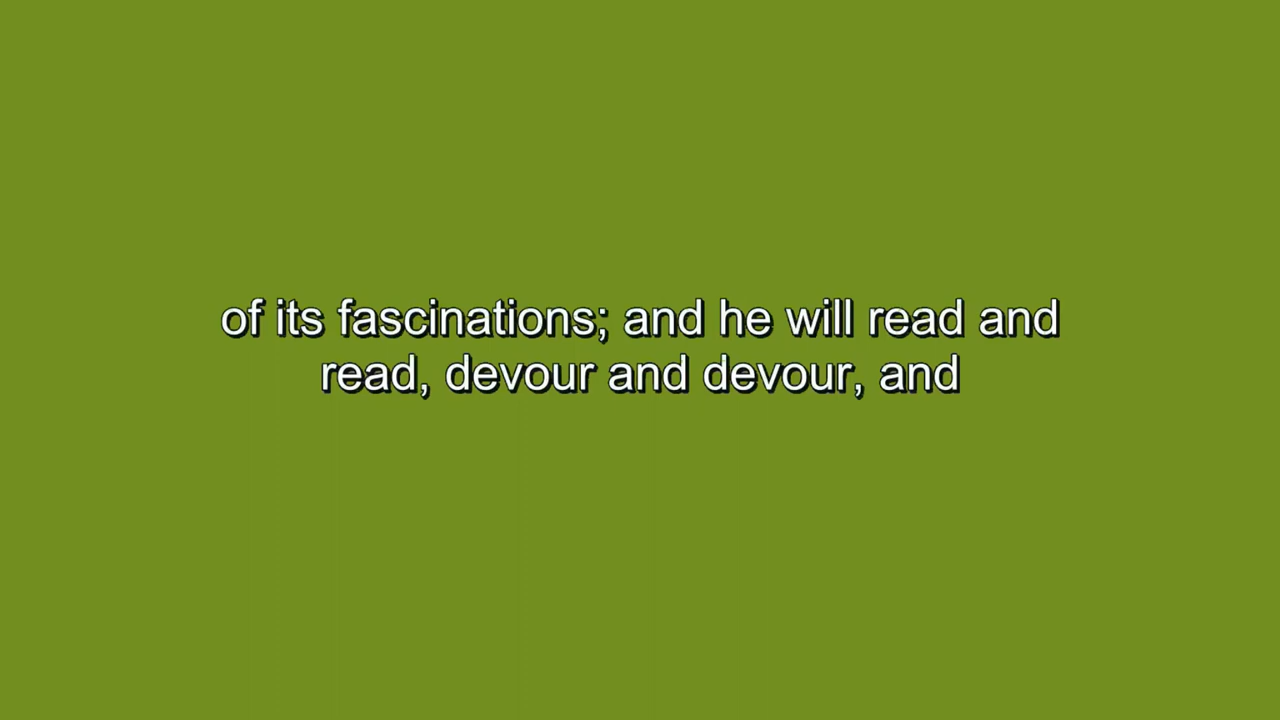 of its fascinations; and he will read and
read, devour and devour, and